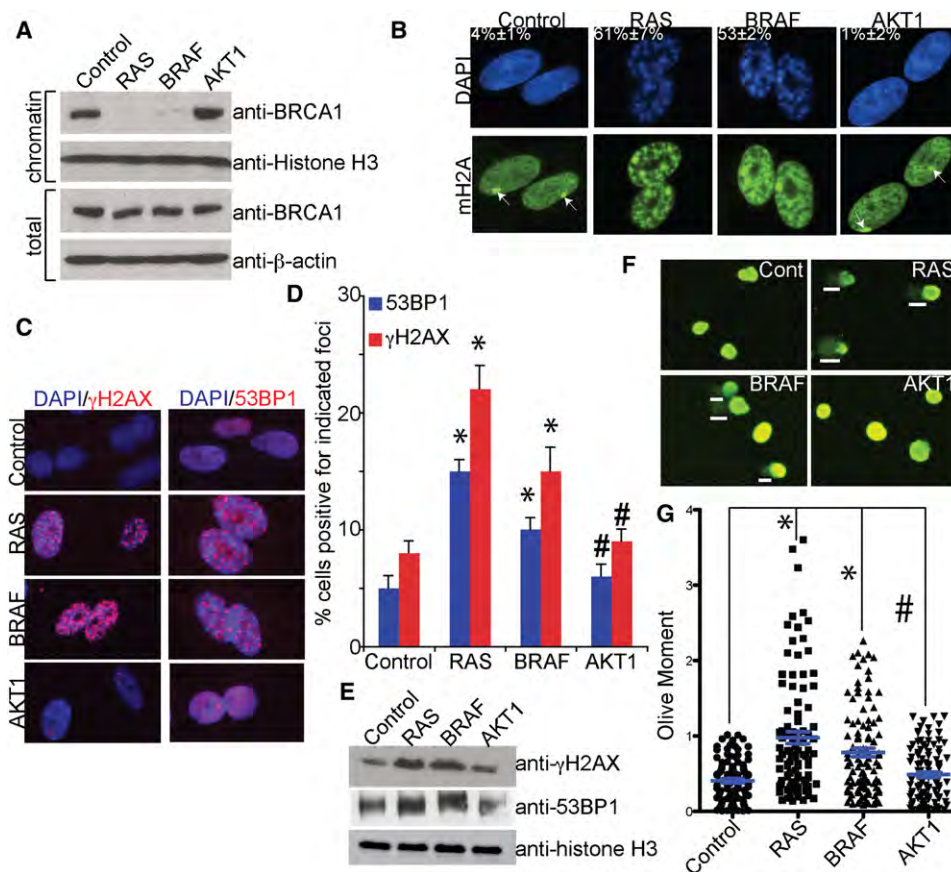 A
Control
RAS
BRAF
AKT1
chromatin
anti-BRCA1
anti-Histone H3
total
anti-BRCA1
anti-β-actin
B
Control
RAS
BRAF
AKT1
4%±1%
61%±7%
53±2%
1%±2%
DAPI
mH2A
C
DAPI/γH2AX
DAPI/53BP1
Control
RAS
BRAF
AKT1
D
% cells positive for indicated foci
30
20
10
0
53BP1
γH2AX
*
*
*
*
#
#
Control
RAS
BRAF
AKT1
E
Control
RAS
BRAF
AKT1
anti-γH2AX
anti-53BP1
anti-histone H3
F
Cont
RAS
BRAF
AKT1
G
Olive Moment
4
3
2
1
0
*
*
#
Control
RAS
BRAF
AKT1